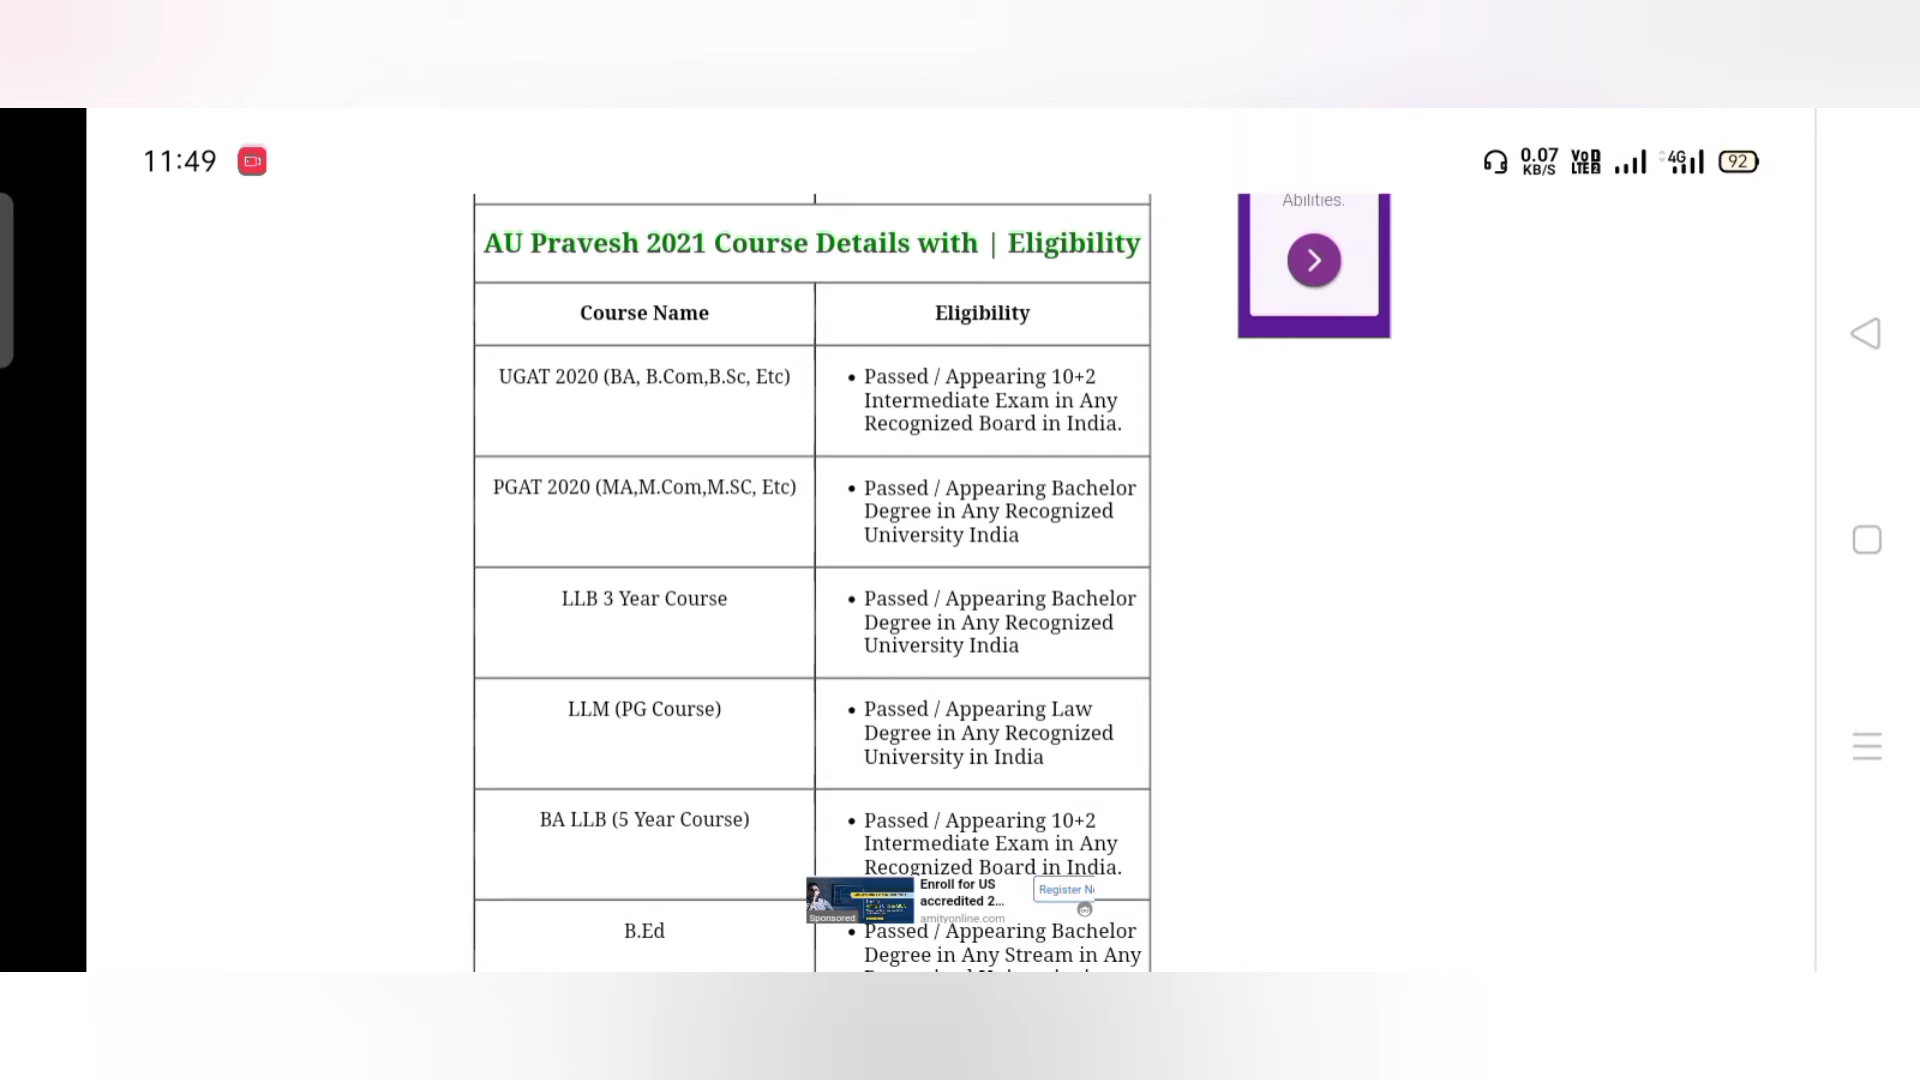 11:49
0.07
KB/S
VoD
LTE2
4G
92
Abilities.
AU Pravesh 2021 Course Details with | Eligibility
Course Name
Eligibility
UGAT 2020 (BA, B.Com,B.Sc, Etc)
• Passed / Appearing 10+2
Intermediate Exam in Any
Recognized Board in India.
PGAT 2020 (MA,M.Com,M.SC, Etc)
• Passed / Appearing Bachelor
Degree in Any Recognized
University India
LLB 3 Year Course
• Passed / Appearing Bachelor
Degree in Any Recognized
University India
LLM (PG Course)
• Passed / Appearing Law
Degree in Any Recognized
University in India
BA LLB (5 Year Course)
• Passed / Appearing 10+2
Intermediate Exam in Any
Recognized Board in India.
Sponsored
Enroll for US
accredited 2...
amityonline.com
Register
B.Ed
• Passed / Appearing Bachelor
Degree in Any Stream in Any